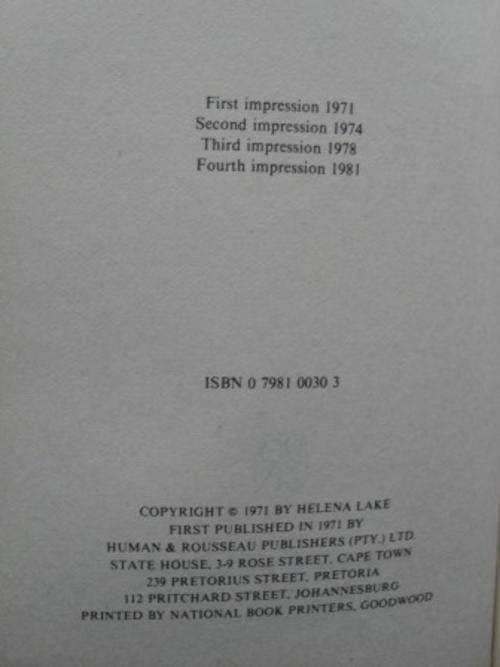 First impression 1971
Second impression 1974
Third impression 1978
Fourth impression 1981
ISBN 0 7981 0030 3
COPYRIGHT © 1971 BY HELENA LAKE
FIRST PUBLISHED IN 1971 BY
HUMAN & ROUSSEAU PUBLISHERS (PTY.) LTD.
STATE HOUSE, 3-9 ROSE STREET, CAPE TOWN
239 PRETORIUS STREET, PRETORIA
112 PRITCHARD STREET, JOHANNESBURG
PRINTED BY NATIONAL BOOK PRINTERS, GOODWOOD